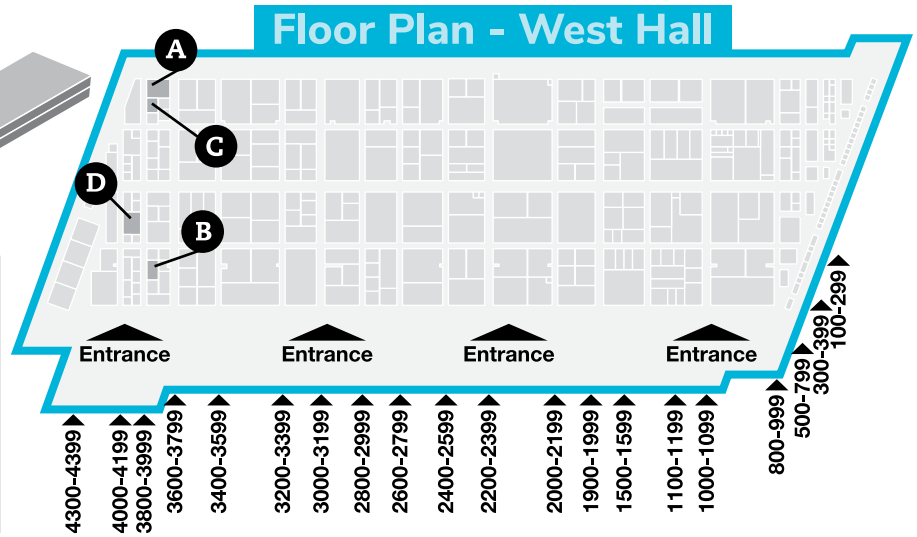 Floor Plan - West Hall
A
C
D
B
Entrance
Entrance
Entrance
Entrance
4300-4399
4000-4199
3800-3999
3600-3799
3400-3599
3200-3399
3000-3199
2800-2999
2600-2799
2400-2599
2200-2399
2000-2199
1900-1999
1500-1599
1100-1199
1000-1099
800-999
500-799
300-399
100-299